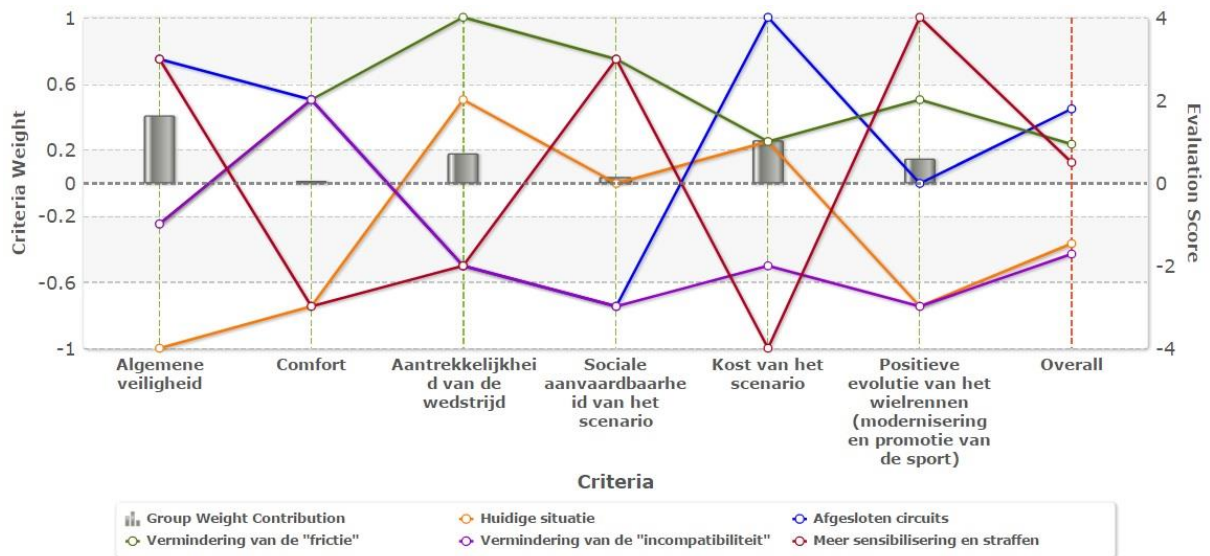 1
0.6
0.2
0
-0.2
-0.6
-1
Criteria Weight
4
2
0
-2
-4
Evaluation Score
Algemene
veiligheid
Comfort
Aantrekkelijkhei
d van de
wedstrijd
Sociale
aanvaardbaarhe
id van het
scenario
Kost van het
scenario
Positieve
evolutie van het
wielrennen
(modernisering
en promotie van
de sport)
Overall
Criteria
Group Weight Contribution
Huidige situatie
Afgesloten circuits
Vermindering van de "frictie"
Vermindering van de "incompatibiliteit"
Meer sensibilisering en straffen